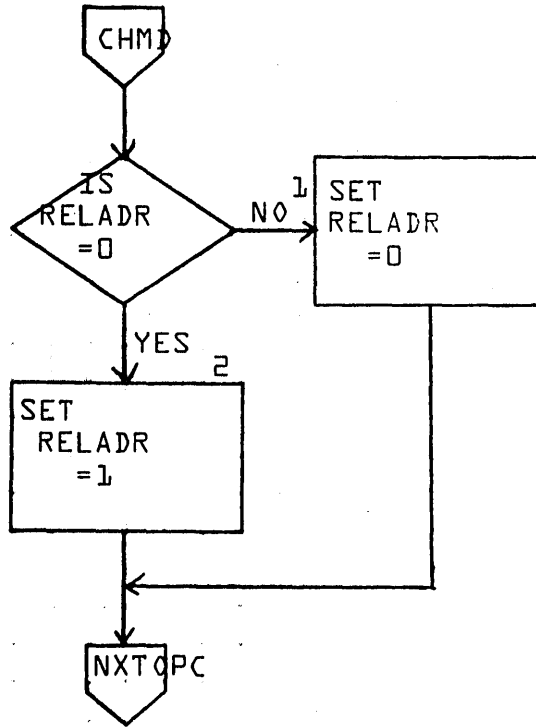 CHMD
IS
RELADR
=0
NO
1
SET
RELADR
=0
YES
2
SET
RELADR
=1
NXTOPC